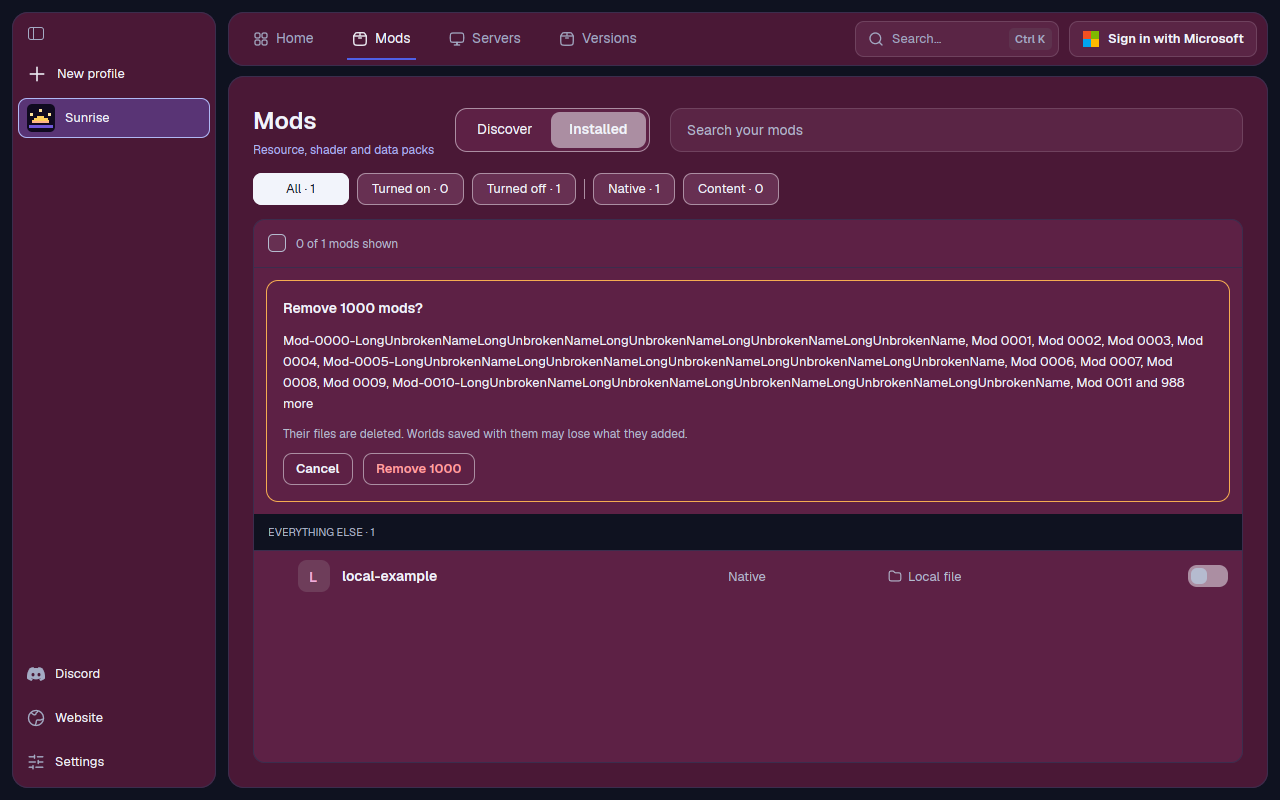 New profile
Sunrise
Discord
Website
Settings
Home
Mods
Servers
Versions
Search...
Ctrl K
Sign in with Microsoft
Mods
Resource, shader and data packs
Discover
Installed
Search your mods
All · 1
Turned on · 0
Turned off · 1
Native · 1
Content · 0
0 of 1 mods shown
Remove 1000 mods?
Mod-0000-LongUnbrokenNameLongUnbrokenNameLongUnbrokenNameLongUnbrokenNameLongUnbrokenName, Mod 0001, Mod 0002, Mod 0003, Mod
0004, Mod-0005-LongUnbrokenNameLongUnbrokenNameLongUnbrokenNameLongUnbrokenNameLongUnbrokenName, Mod 0006, Mod 0007, Mod
0008, Mod 0009, Mod-0010-LongUnbrokenNameLongUnbrokenNameLongUnbrokenNameLongUnbrokenNameLongUnbrokenName, Mod 0011 and 988
more
Their files are deleted. Worlds saved with them may lose what they added.
Cancel
Remove 1000
EVERYTHING ELSE · 1
L
local-example
Native
Local file